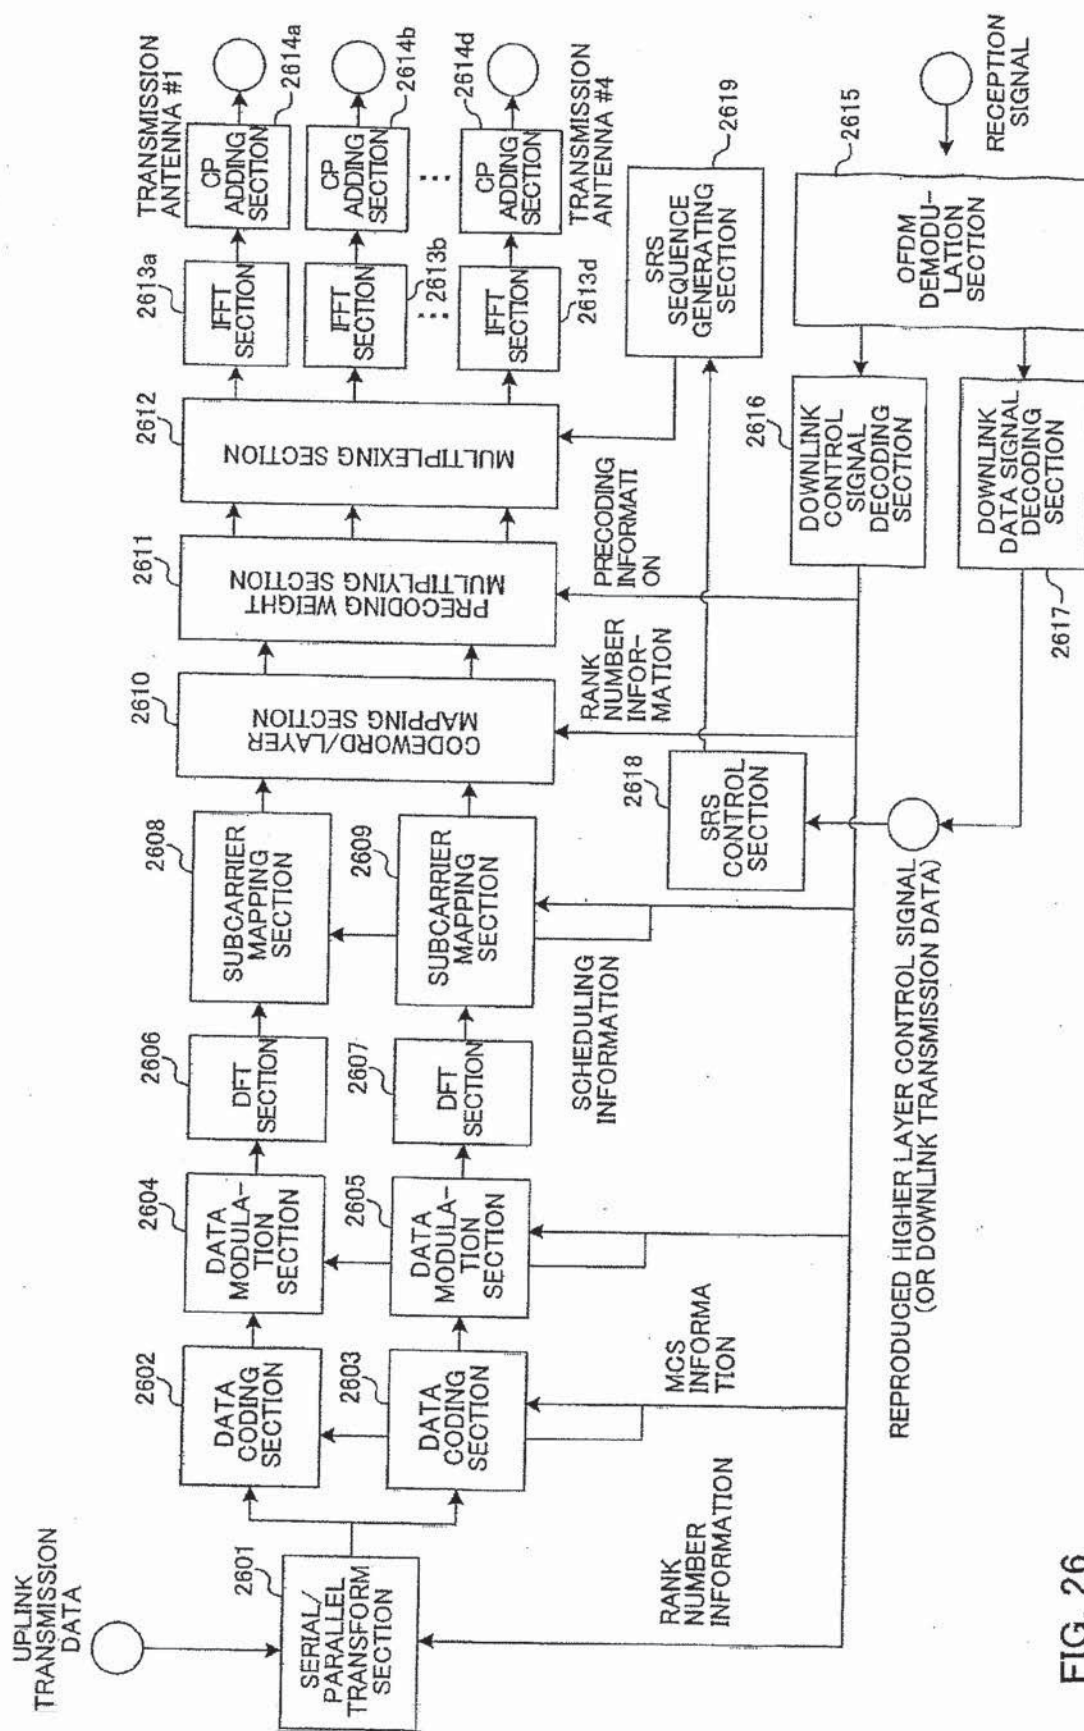 UPLINK
TRANSMISSION
DATA
2601
SERIAL/
PARALLEL
TRANSFORM
SECTION
2602
DATA
CODING
SECTION
2603
DATA
CODING
SECTION
2604
DATA
MODULA-
TION
SECTION
2605
DATA
MODULA-
TION
SECTION
2606
DFT
SECTION
2607
DFT
SECTION
2608
SUBCARRIER
MAPPING
SECTION
2609
SUBCARRIER
MAPPING
SECTION
2610
CODEWORD/LAYER
MAPPING SECTION
2611
PRECODING WEIGHT
MULTIPLYING SECTION
2612
MULTIPLEXING SECTION
2613a
IFFT
SECTION
IFFT
SECTION
2613b
IFFT
SECTION
2613d
TRANSMISSION
ANTENNA #1
CP
ADDING
SECTION
2614a
CP
ADDING
SECTION
2614b
CP
ADDING
SECTION
2614d
TRANSMISSION
ANTENNA #4
RANK
NUMBER
INFORMATION
MCS
INFORMA
TION
SCHEDULING
INFORMATION
RANK
NUMBER
INFOR-
MATION
PRECODING
INFORMATI
ON
2618
SRS
CONTROL
SECTION
SRS
SEQUENCE
GENERATING
SECTION
2619
2616
DOWNLINK
CONTROL
SIGNAL
DECODING
SECTION
DOWNLINK
DATA SIGNAL
DECODING
SECTION
2617
2615
OFDM
DEMODU-
LATION
SECTION
RECEPTION
SIGNAL
REPRODUCED HIGHER LAYER CONTROL SIGNAL
(OR DOWNLINK TRANSMISSION DATA)
FIG. 26